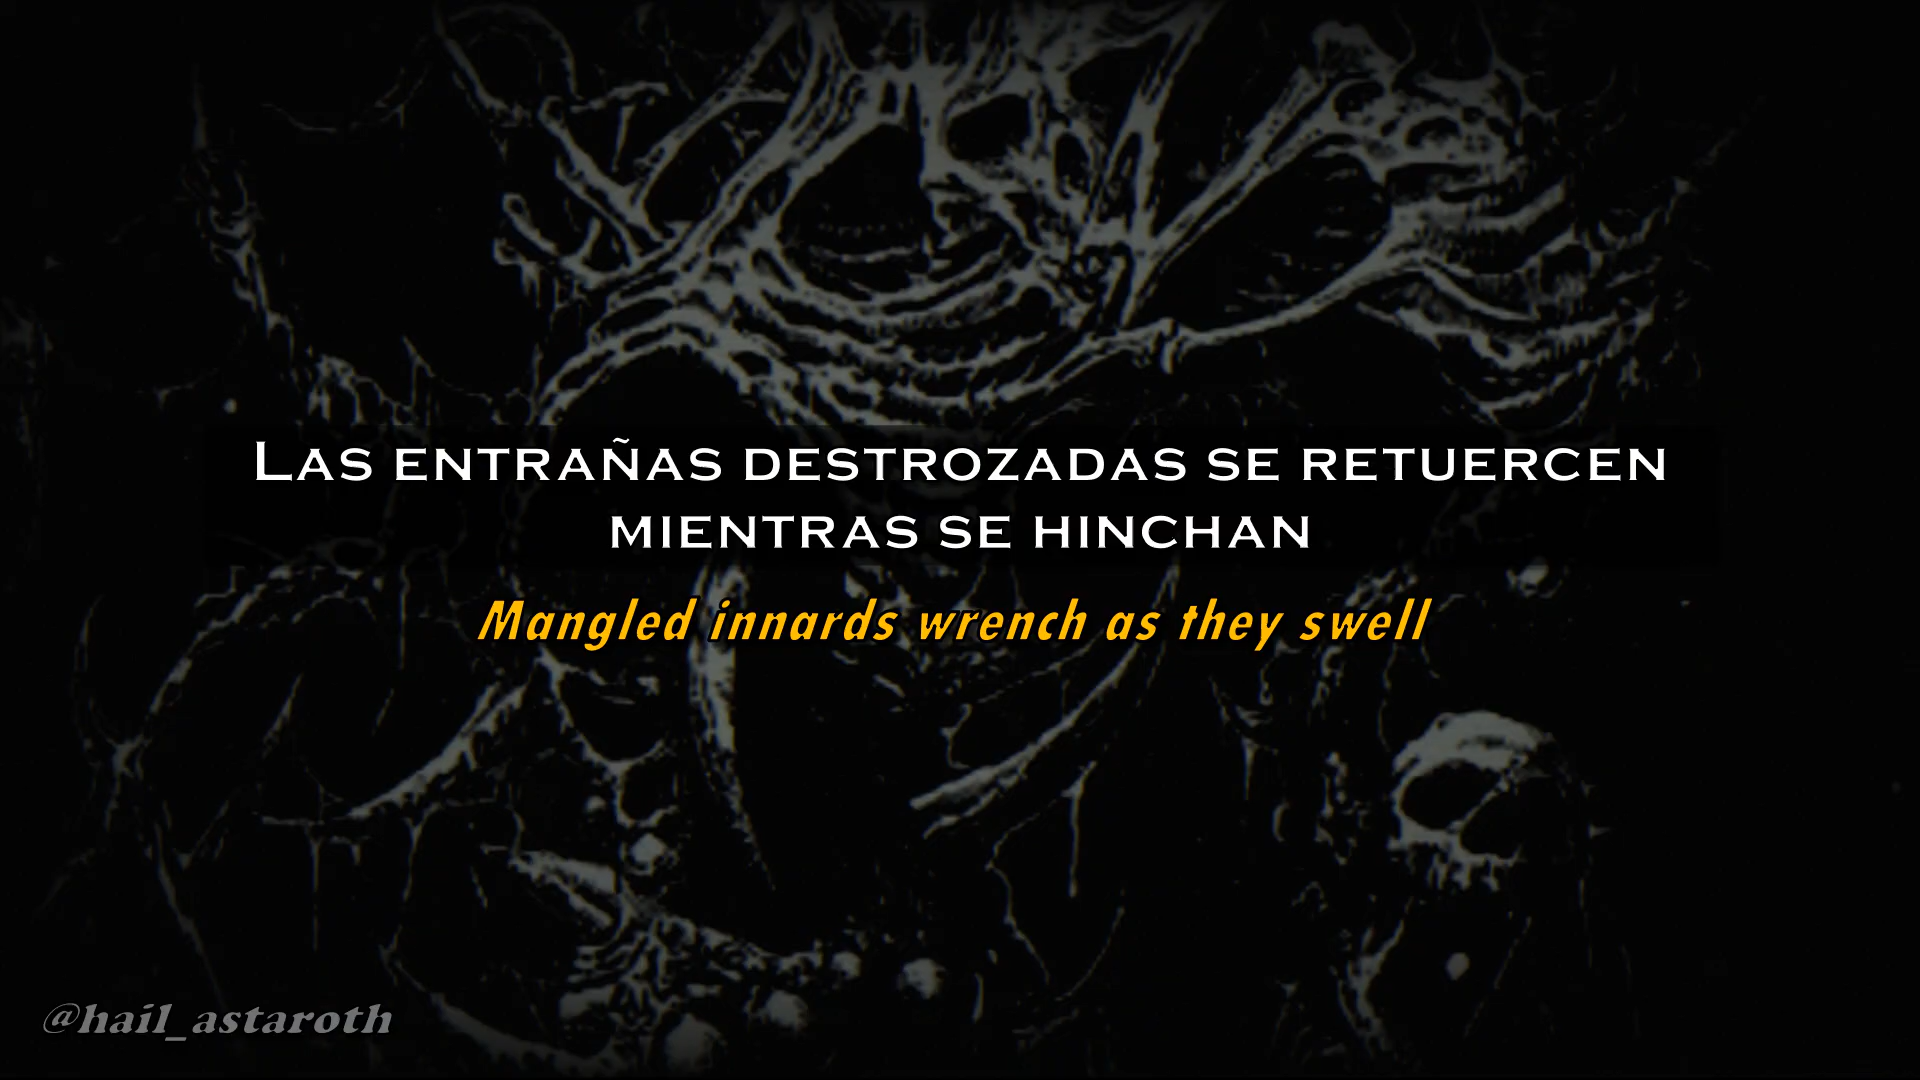 Las entrañas destrozadas se retuercen
mientras se hinchan
Mangled innards wrench as they swell
@hail_astaroth